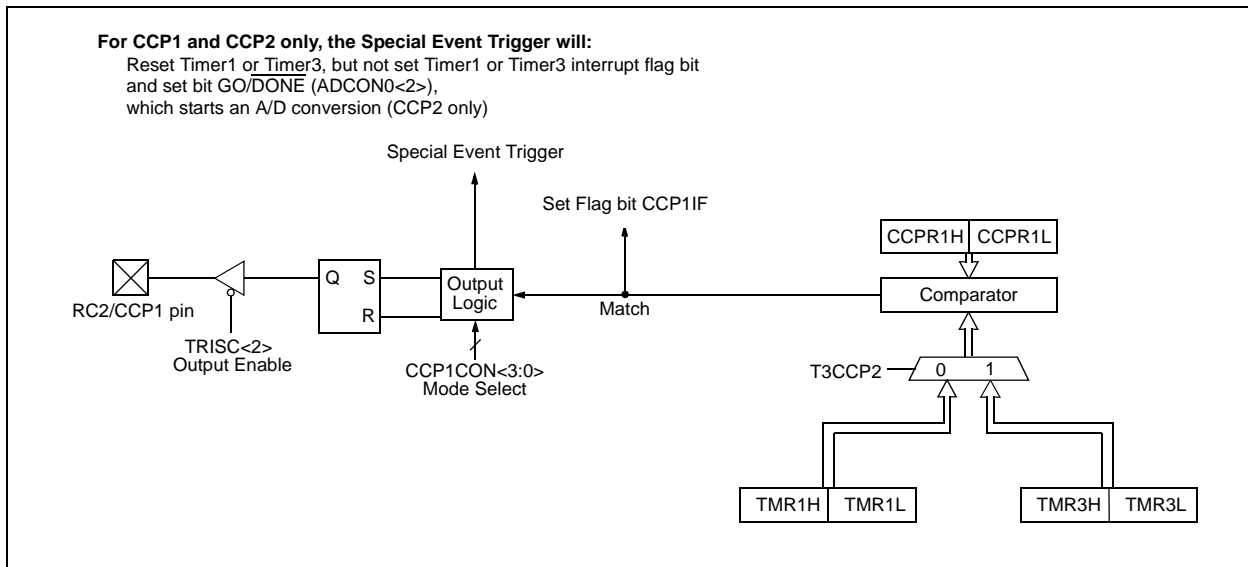 For CCP1 and CCP2 only, the Special Event Trigger will:
Reset Timer1 or Timer3, but not set Timer1 or Timer3 interrupt flag bit
and set bit GO/DONE (ADCON0<2>),
which starts an A/D conversion (CCP2 only)
Special Event Trigger
Set Flag bit CCP1IF
CCPR1H CCPR1L
Q S
R
Output
Logic
Comparator
Match
RC2/CCP1 pin
TRISC<2>
Output Enable
CCP1CON<3:0>
Mode Select
T3CCP2
0 1
TMR1H TMR1L
TMR3H TMR3L